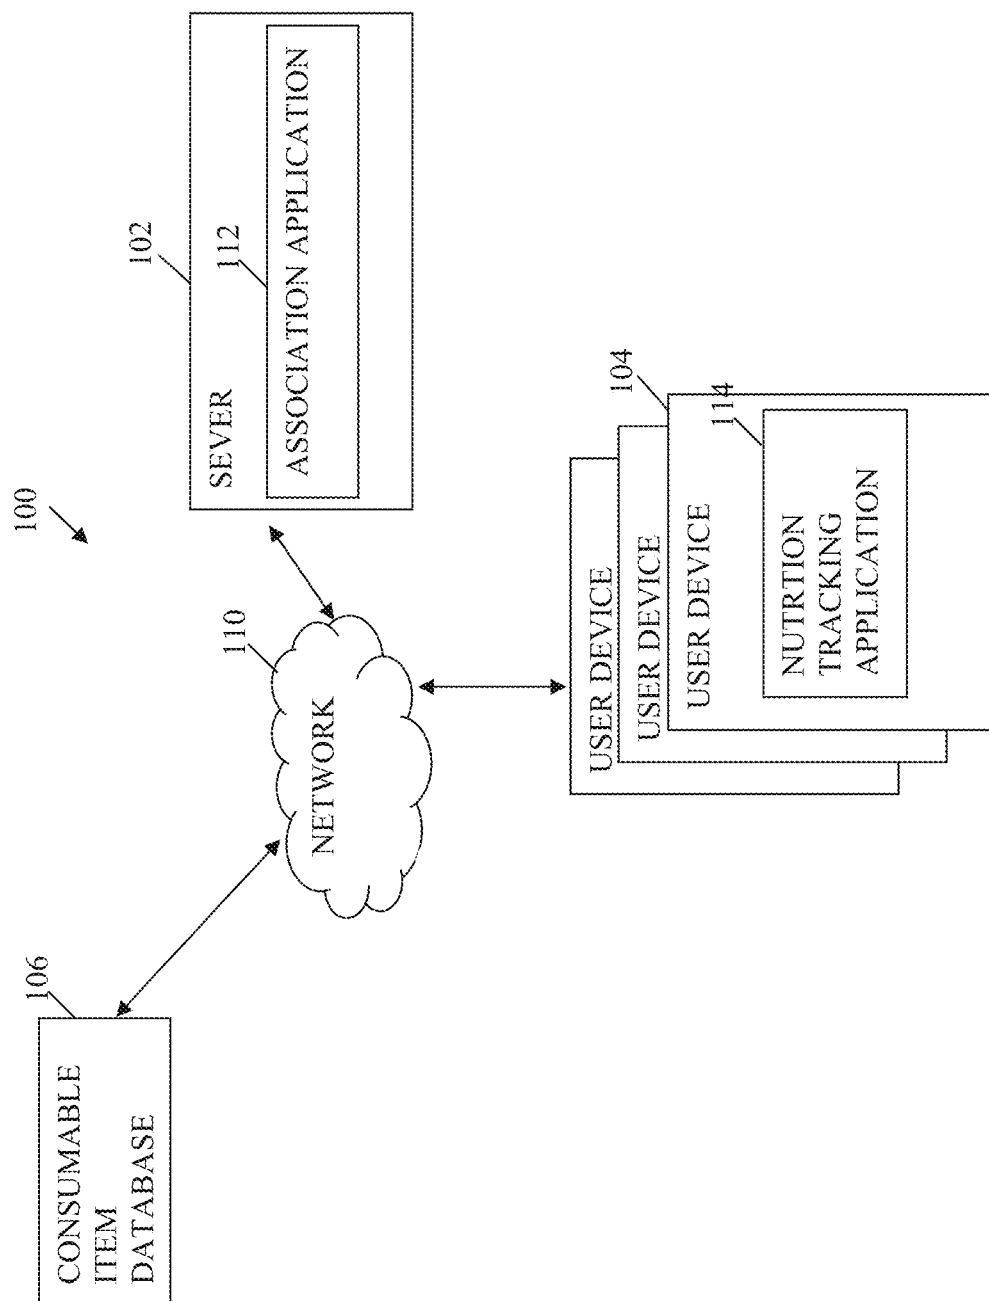 100
106
CONSUMABLE
ITEM
DATABASE
110
NETWORK
102
SEVER
112
ASSOCIATION APPLICATION
104
USER DEVICE
USER DEVICE
USER DEVICE
114
NUTRTION
TRACKING
APPLICATION